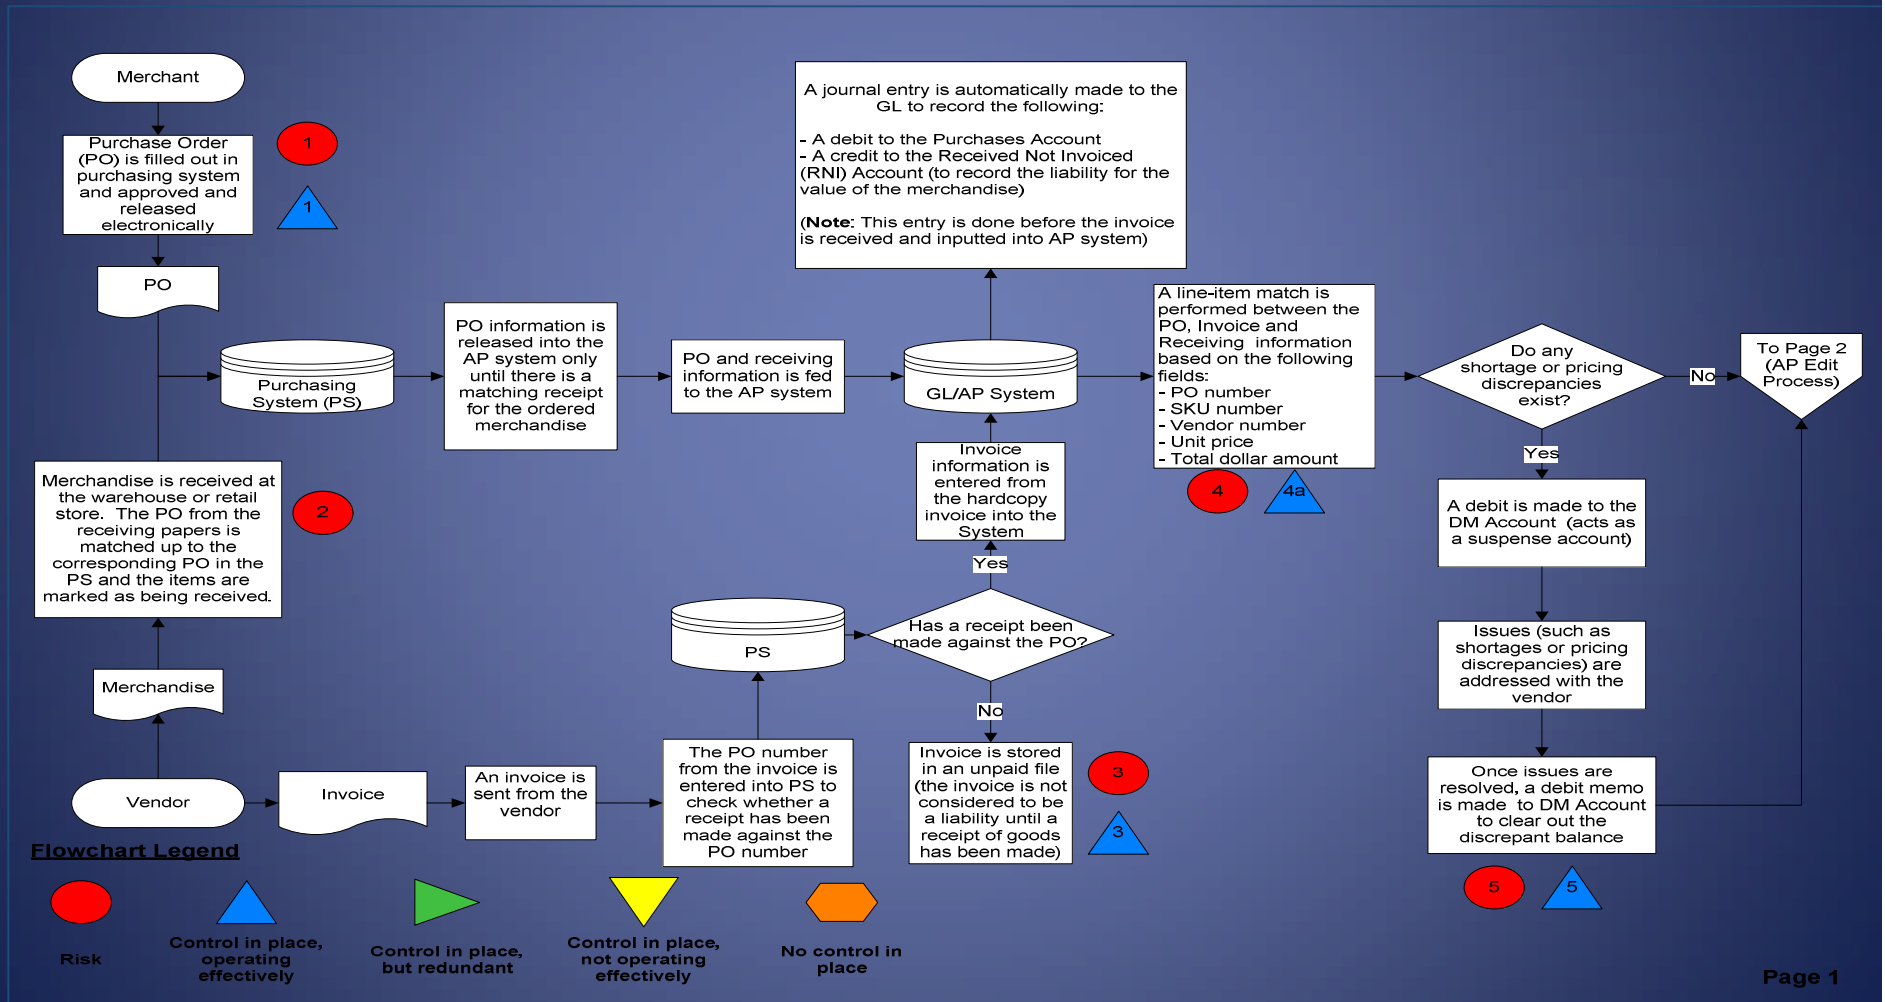 Merchant
Purchase Order
(PO) is filled out in
purchasing system
and approved and
released
electronically
1
1
PO
Purchasing
System (PS)
PO information is
released into the
AP system only
until there is a
matching receipt
for the ordered
merchandise
PO and receiving
information is fed
to the AP system
A journal entry is automatically made to the
GL to record the following:
- A debit to the Purchases Account
- A credit to the Received Not Invoiced
(RNI) Account (to record the liability for the
value of the merchandise)
(Note: This entry is done before the invoice
is received and inputted into AP system)
GL/AP System
A line-item match is
performed between the
PO, Invoice and
Receiving information
based on the following
fields:
- PO number
- SKU number
- Vendor number
- Unit price
- Total dollar amount
4
4a
Do any
shortage or pricing
discrepancies
exist?
No
To Page 2
(AP Edit
Process)
Yes
A debit is made to the
DM Account (acts as
a suspense account)
Issues (such as
shortages or pricing
discrepancies) are
addressed with the
vendor
Once issues are
resolved, a debit memo
is made to DM Account
to clear out the
discrepant balance
5
5
Merchandise is received at
the warehouse or retail
store. The PO from the
receiving papers is
matched up to the
corresponding PO in the
PS and the items are
marked as being received.
2
Merchandise
Vendor
Invoice
An invoice is
sent from the
vendor
The PO number
from the invoice is
entered into PS to
check whether a
receipt has been
made against the
PO number
PS
Has a receipt been
made against the PO?
Yes
Invoice
information is
entered from
the hardcopy
invoice into the
System
No
Invoice is stored
in an unpaid file
(the invoice is not
considered to be
a liability until a
receipt of goods
has been made)
3
3
Flowchart Legend
Risk
Control in place,
operating
effectively
Control in place,
but redundant
Control in place,
not operating
effectively
No control in
place
Page 1